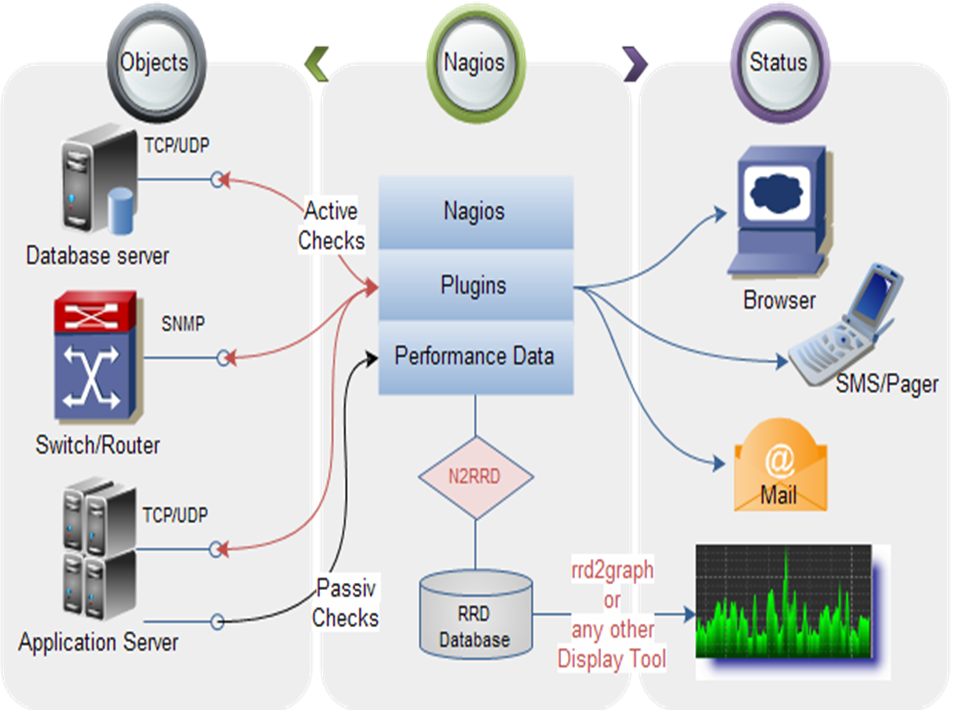 Objects
Nagios
Status
TCP/UDP
Database server
SNMP
Switch/Router
TCP/UDP
Application Server
Active
Checks
Passiv
Checks
Nagios
Plugins
Performance Data
N2RRD
RRD
Database
rrd2graph
or
any other
Display Tool
Browser
SMS/Pager
@
Mail